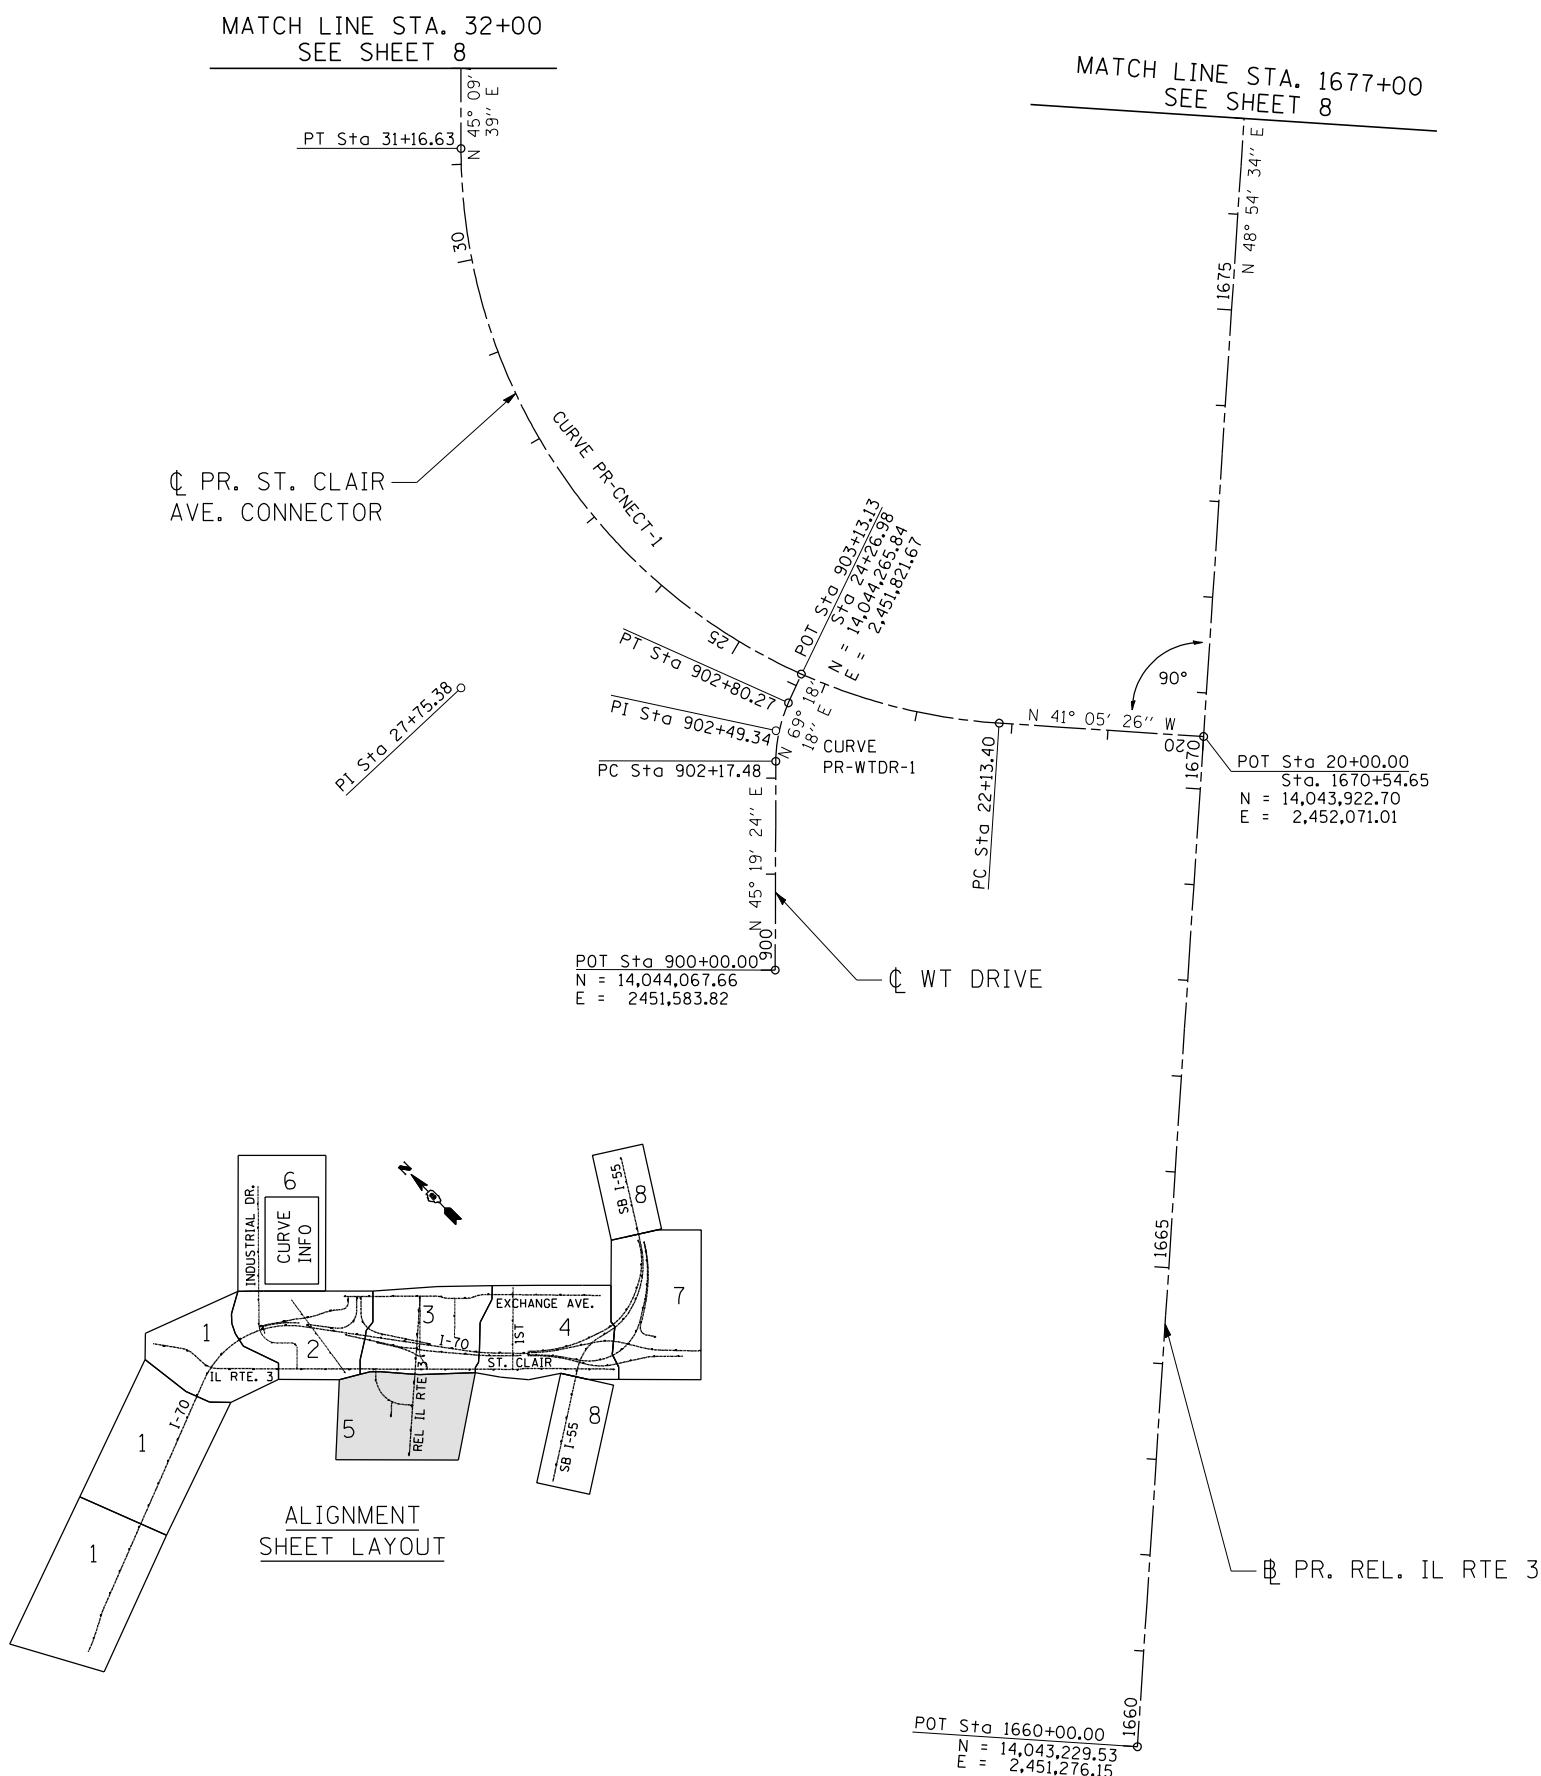 MATCH LINE STA. 32+00
SEE SHEET 8
MATCH LINE STA. 1677+00
SEE SHEET 8
N 45° 09'
39'' E
PT Sta 31+16.63
N 48° 54' 34'' E
30
1675
CURVE PR-CNECT-1
℄ PR. ST. CLAIR
AVE. CONNECTOR
POT Sta 903+13.13
Sta 24+26.98
N = 14,044,265.84
E = 2,451,821.67
25
PT Sta 902+80.27
PI Sta 902+49.34
PC Sta 902+17.48
N 69° 18'
18'' E
CURVE
PR-WTDR-1
PI Sta 27+75.38
90°
N 41° 05' 26'' W
20
1670
PC Sta 22+13.40
POT Sta 20+00.00
Sta. 1670+54.65
N = 14,043,922.70
E = 2,452,071.01
N 45° 19' 24'' E
900
POT Sta 900+00.00
N = 14,044,067.66
E = 2451,583.82
℄ WT DRIVE
1665
N
6
CURVE
INFO
INDUSTRIAL DR.
SB I-55
8
7
1
2
3
4
EXCHANGE AVE.
I-70
1ST
ST. CLAIR
IL RTE. 3
REL IL RTE 3
5
8
SB I-55
I-70
1
1
ALIGNMENT
SHEET LAYOUT
B̵L PR. REL. IL RTE 3
1660
POT Sta 1660+00.00
N = 14,043,229.53
E = 2,451,276.15